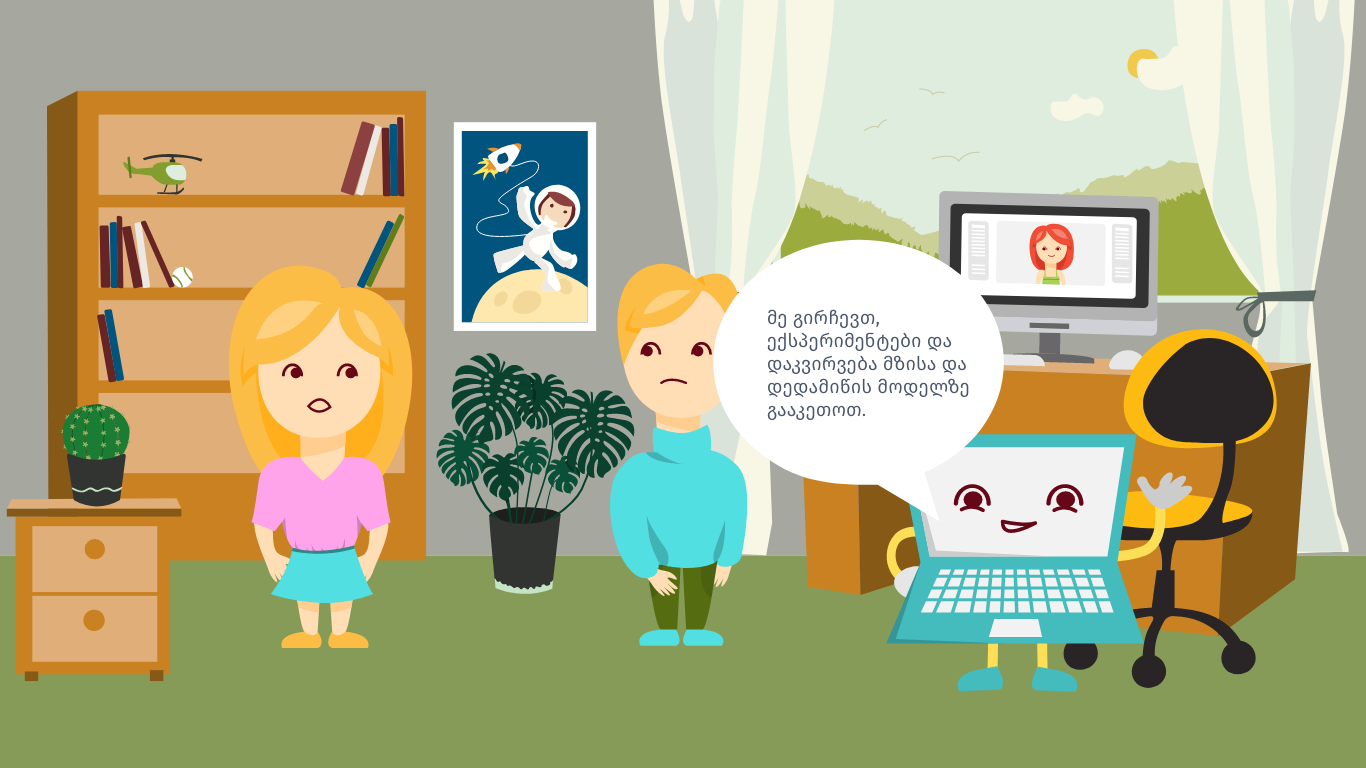 მე გირჩევთ,
ექსპერიმენტები და
დაკვირვება მზისა და
დედამიწის მოდელზე
გააკეთოთ.